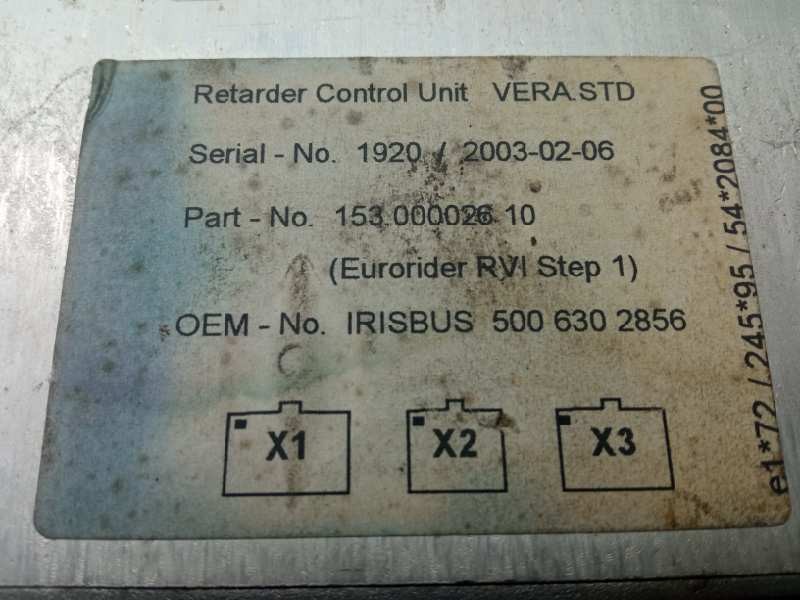 Retarder Control Unit VERA.STD
Serial - No. 1920 / 2003-02-06
Part - No. 153.000026.10
(Eurorider RVI Step 1)
OEM - No. IRISBUS 500 630 2856
X1 X2 X3
e1*72 / 245*95 / 54*2084*00